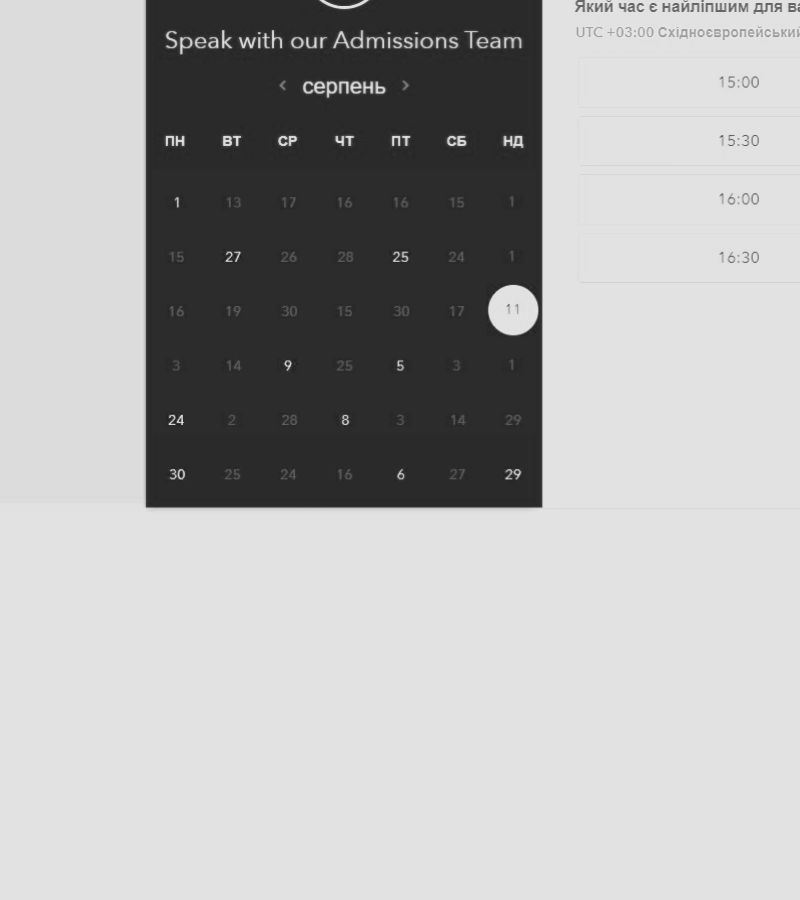 Speak with our Admissions Team
‹ серпень ›
ПН ВТ СР ЧТ ПТ СБ НД
1 13 17 16 16 15 1
15 27 26 28 25 24 1
16 19 30 15 30 17 11
3 14 9 25 5 3 1
24 2 28 8 3 14 29
30 25 24 16 6 27 29
Який час є найліпшим для
UTC +03:00 Східноєвропейський
15:00
15:30
16:00
16:30